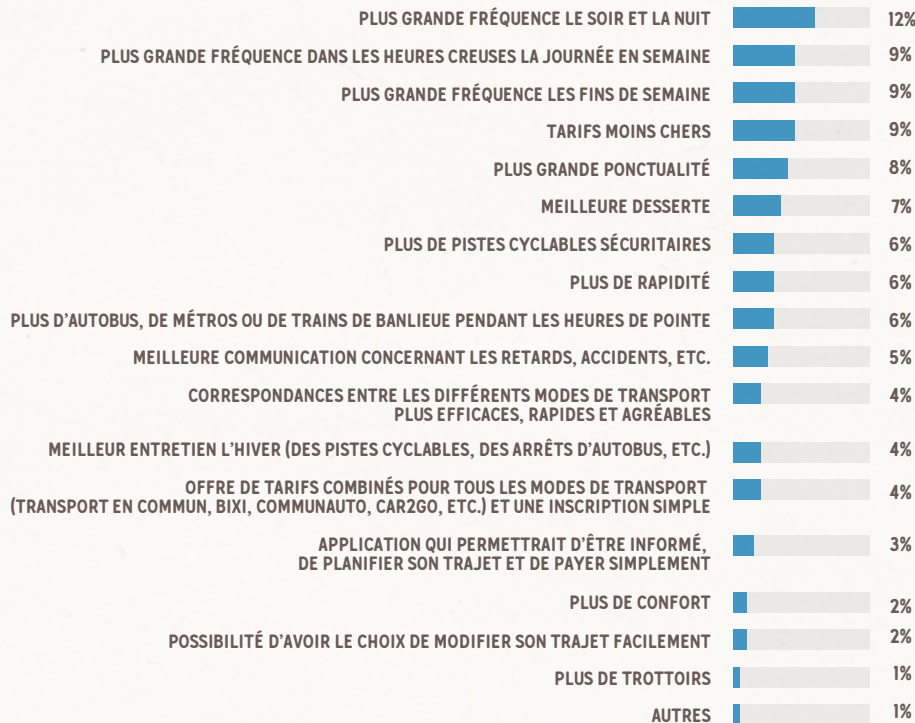 PLUS GRANDE FRÉQUENCE LE SOIR ET LA NUIT 12%
PLUS GRANDE FRÉQUENCE DANS LES HEURES CREUSES LA JOURNÉE EN SEMAINE 9%
PLUS GRANDE FRÉQUENCE LES FINS DE SEMAINE 9%
TARIFS MOINS CHERS 9%
PLUS GRANDE PONCTUALITÉ 8%
MEILLEURE DESSERTE 7%
PLUS DE PISTES CYCLABLES SÉCURITAIRES 6%
PLUS DE RAPIDITÉ 6%
PLUS D'AUTOBUS, DE MÉTROS OU DE TRAINS DE BANLIEUE PENDANT LES HEURES DE POINTE 6%
MEILLEURE COMMUNICATION CONCERNANT LES RETARDS, ACCIDENTS, ETC. 5%
CORRESPONDANCES ENTRE LES DIFFÉRENTS MODES DE TRANSPORT 4%
PLUS EFFICACES, RAPIDES ET AGRÉABLES
MEILLEUR ENTRETIEN L'HIVER (DES PISTES CYCLABLES, DES ARRÊTS D'AUTOBUS, ETC.) 4%
OFFRE DE TARIFS COMBINÉS POUR TOUS LES MODES DE TRANSPORT 4%
(TRANSPORT EN COMMUN, BIXI, COMMUNAUTO, CAR2GO, ETC.) ET UNE INSCRIPTION SIMPLE
APPLICATION QUI PERMETTRAIT D'ÊTRE INFORMÉ, 3%
DE PLANIFIER SON TRAJET ET DE PAYER SIMPLEMENT
PLUS DE CONFORT 2%
POSSIBILITÉ D'AVOIR LE CHOIX DE MODIFIER SON TRAJET FACILEMENT 2%
PLUS DE TROTTOIRS 1%
AUTRES 1%